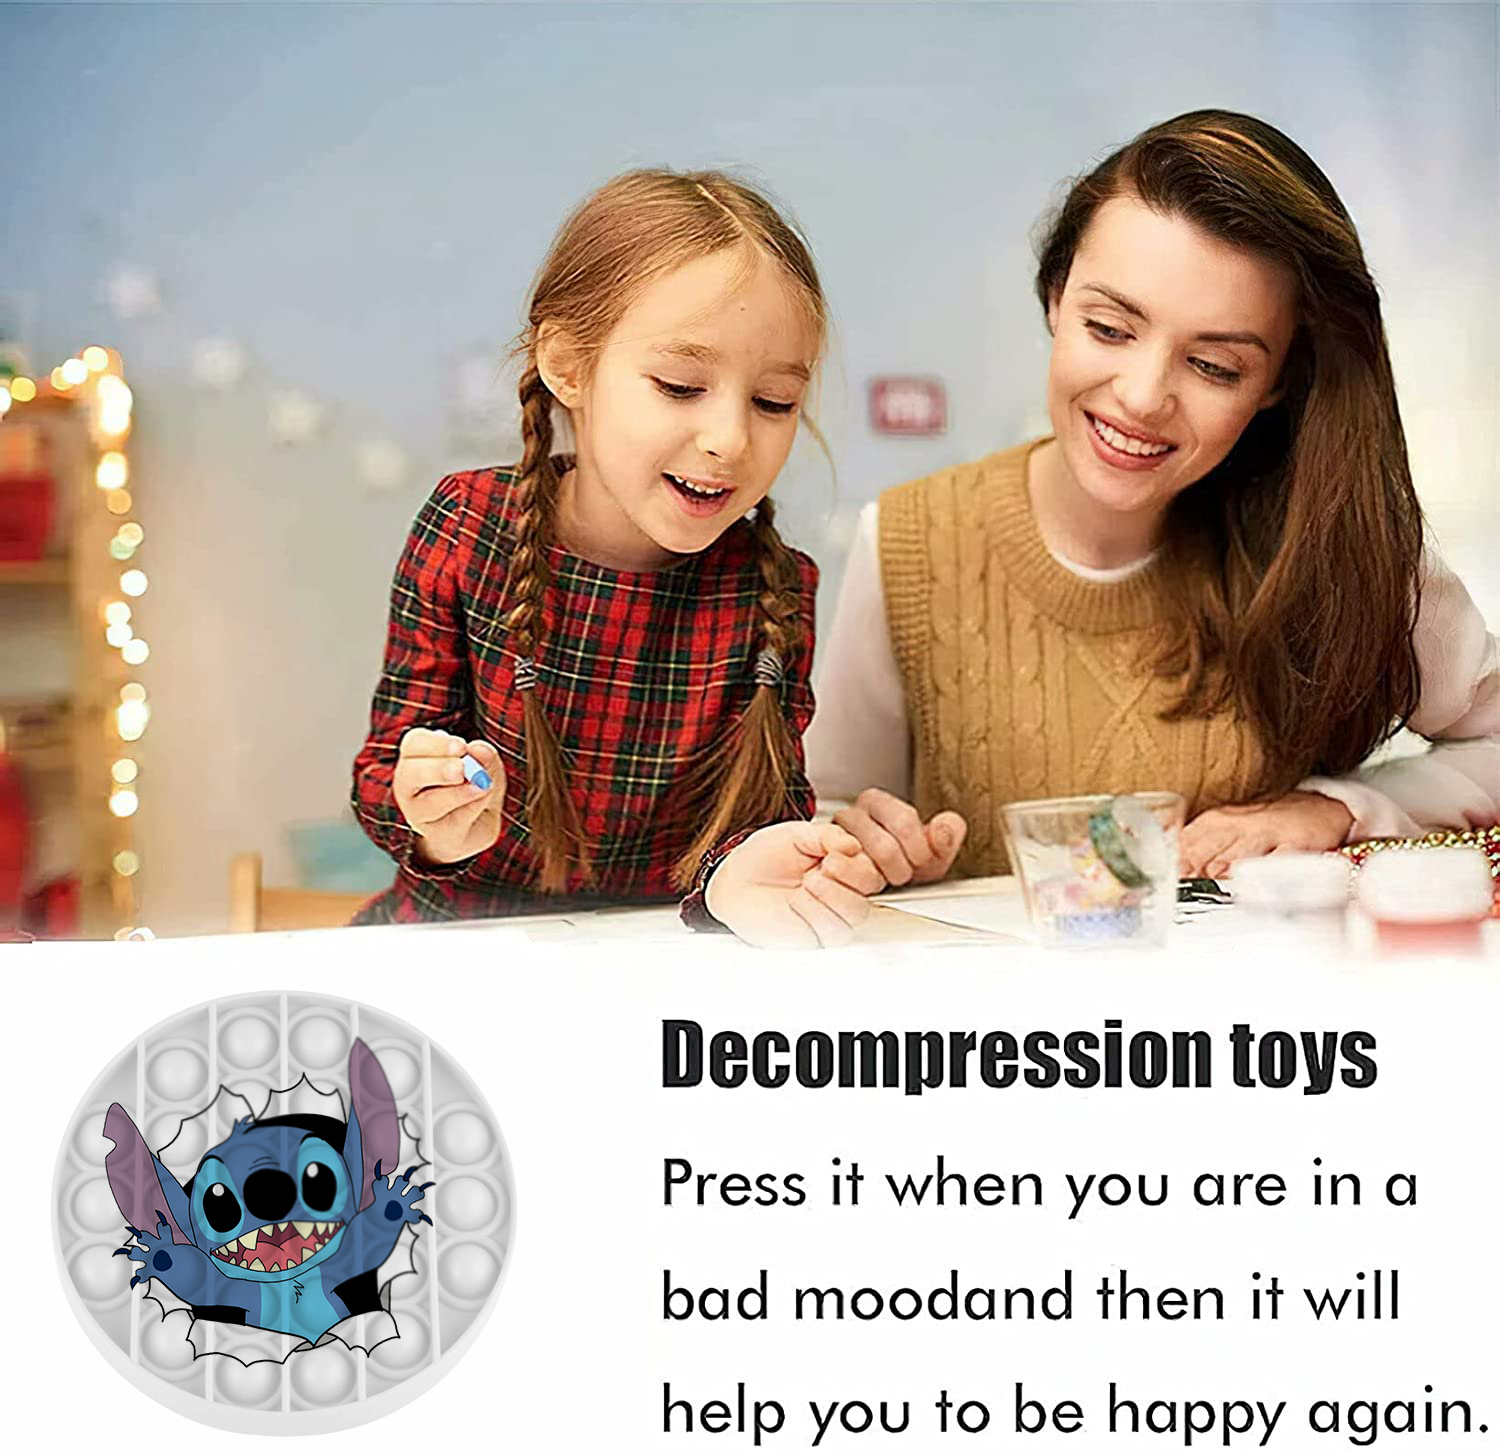 Decompression toys
Press it when you are in a
bad moodand then it will
help you to be happy again.